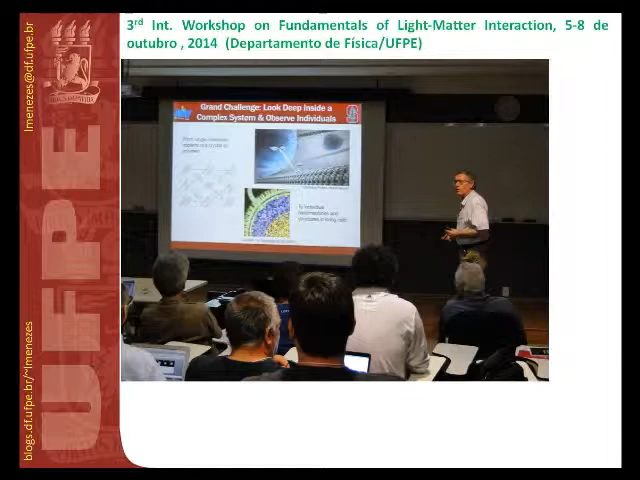 3rd Int. Workshop on Fundamentals of Light-Matter Interaction, 5-8 de
outubro , 2014 (Departamento de Física/UFPE)
lmenezes@df.ufpe.br
UFPE
blogs.df.ufpe.br/~lmenezes
Grand Challenge: Look Deep Inside a
Complex System & Observe Individuals